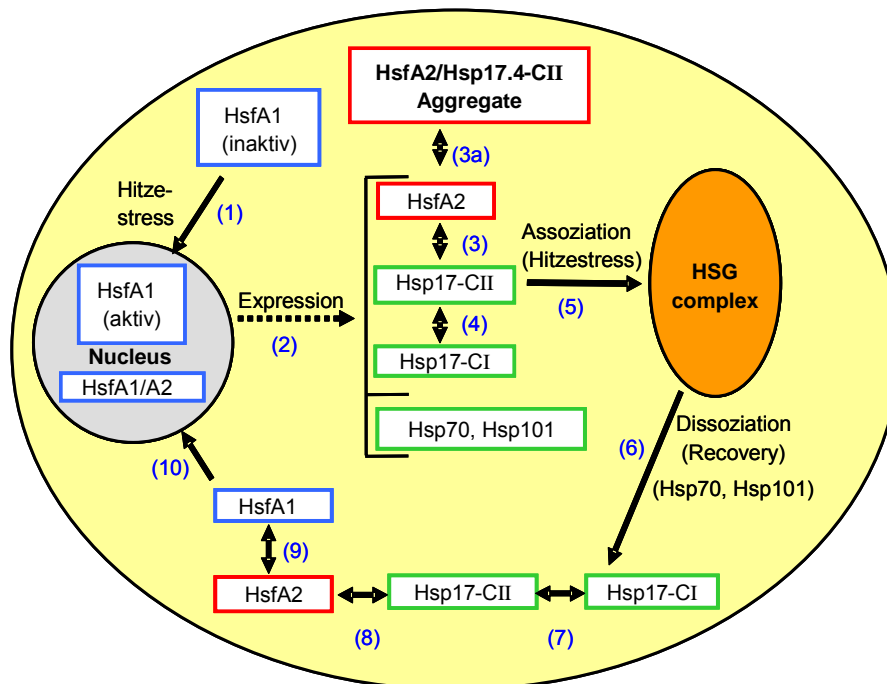 HsfA2/Hsp17.4-CII
Aggregate
HsfA1
(inaktiv)
(3a)
Hitze-
stress
(1)
HsfA2
(3)
Assoziation
(Hitzestress)
HsfA1
(aktiv)
Nucleus
HsfA1/A2
Expression
(2)
Hsp17-CII
(4)
Hsp17-CI
(5)
HSG
complex
Hsp70, Hsp101
Dissoziation
(Recovery)
(Hsp70, Hsp101)
(6)
(10)
HsfA1
(9)
HsfA2
Hsp17-CII
Hsp17-CI
(8)
(7)